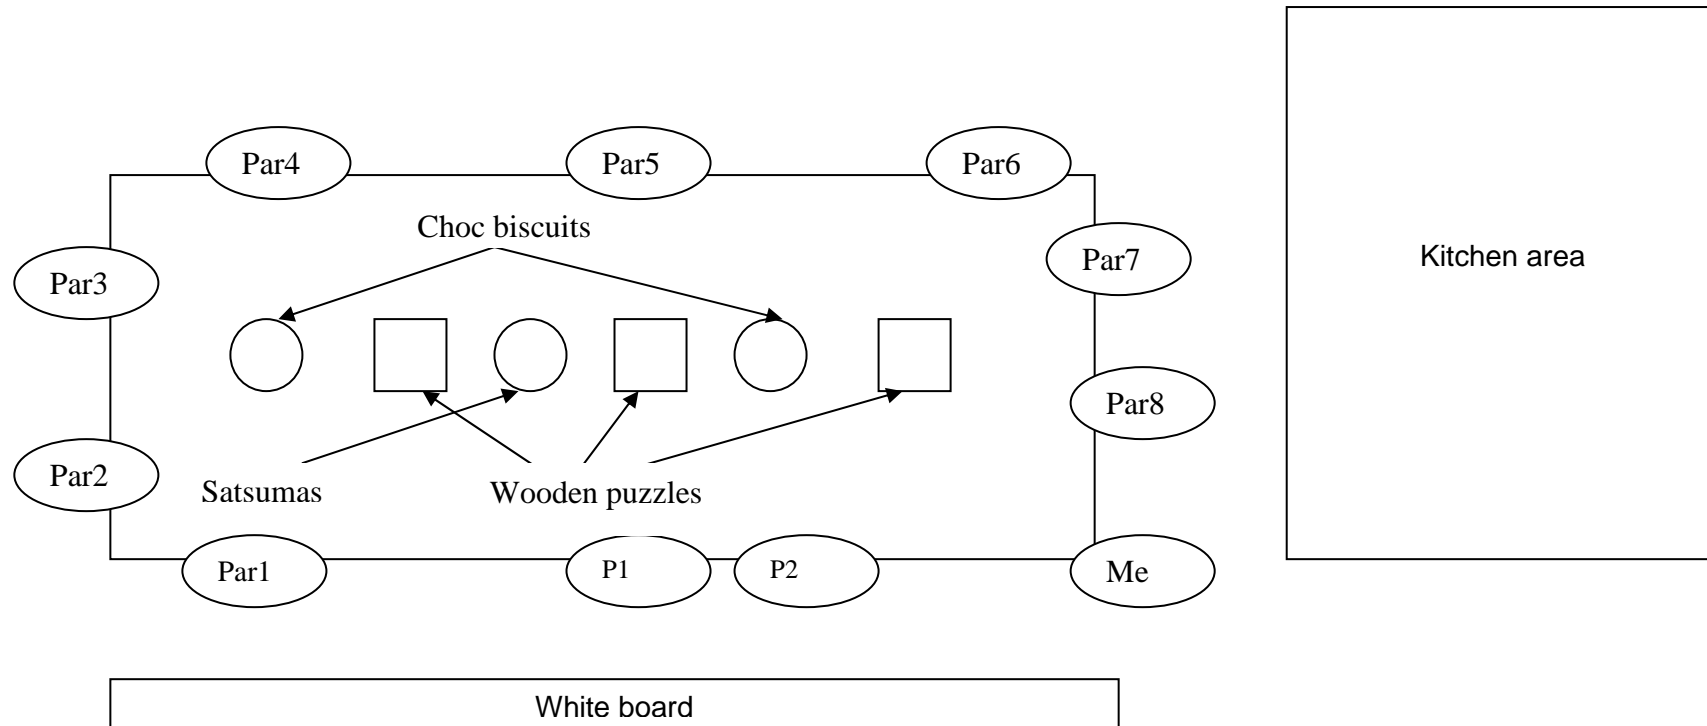 Par4
Par5
Par6
Choc biscuits
Par7
Kitchen area
Par3
Par8
Par2
Satsumas
Wooden puzzles
Par1
P1
P2
Me
White board